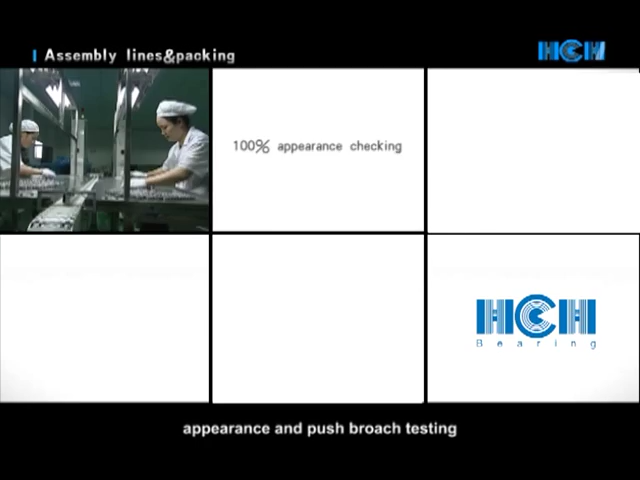 Assembly lines&packing
HCH
100% appearance checking
HCH
Bearing
appearance and push broach testing